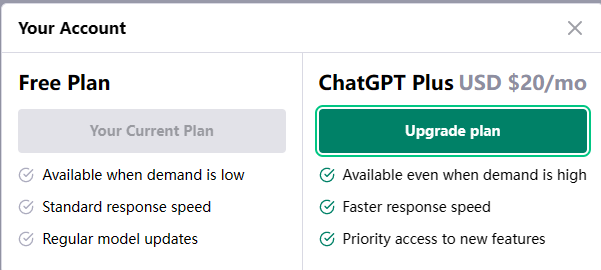 Your Account
Free Plan
Your Current Plan
Available when demand is low
Standard response speed
Regular model updates
ChatGPT Plus USD $20/mo
Upgrade plan
Available even when demand is high
Faster response speed
Priority access to new features